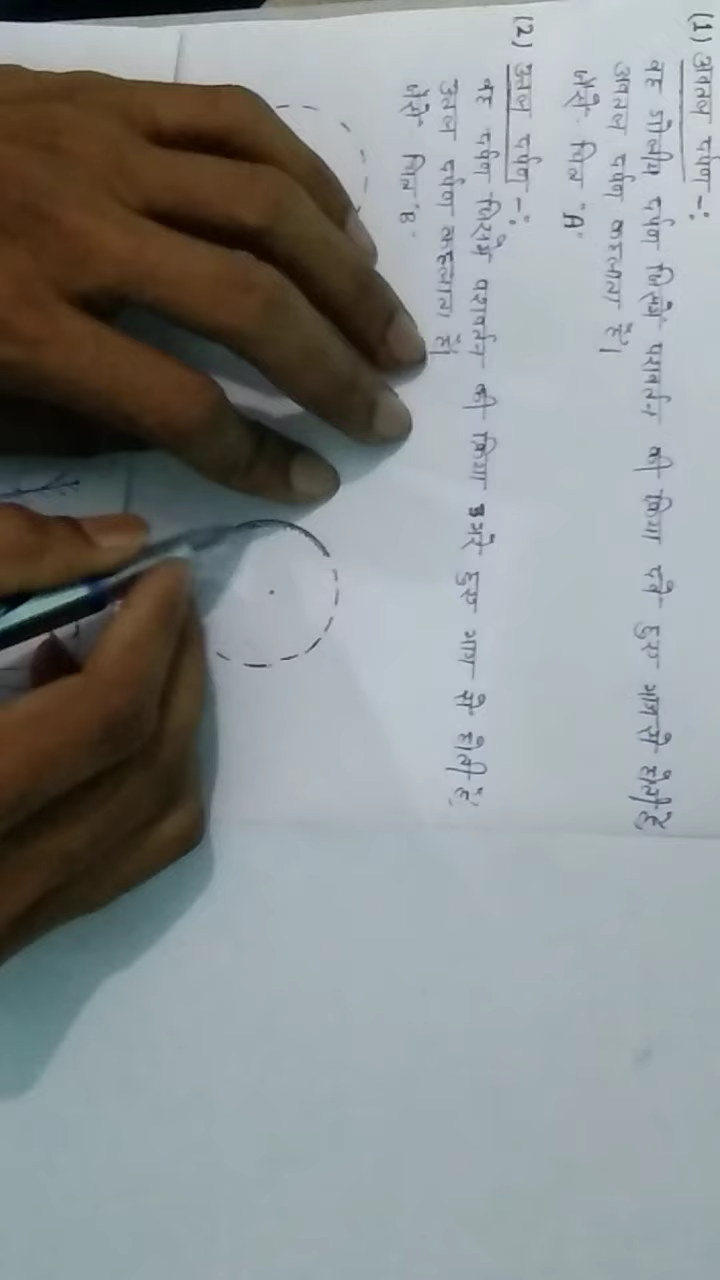 (1) अवतल दर्पण -:
वह गोलीय दर्पण जिसमे परावर्तन की क्रिया दबे हुए भाग से होती है
अवतल दर्पण कहलाता है।
जैसे- चित्र "A"
(2) उत्तल दर्पण -:
वह दर्पण जिसमे परावर्तन की क्रिया उभरे हुए भाग से होती है
उत्तल दर्पण कहलाता है।
जैसे चित्र "B"